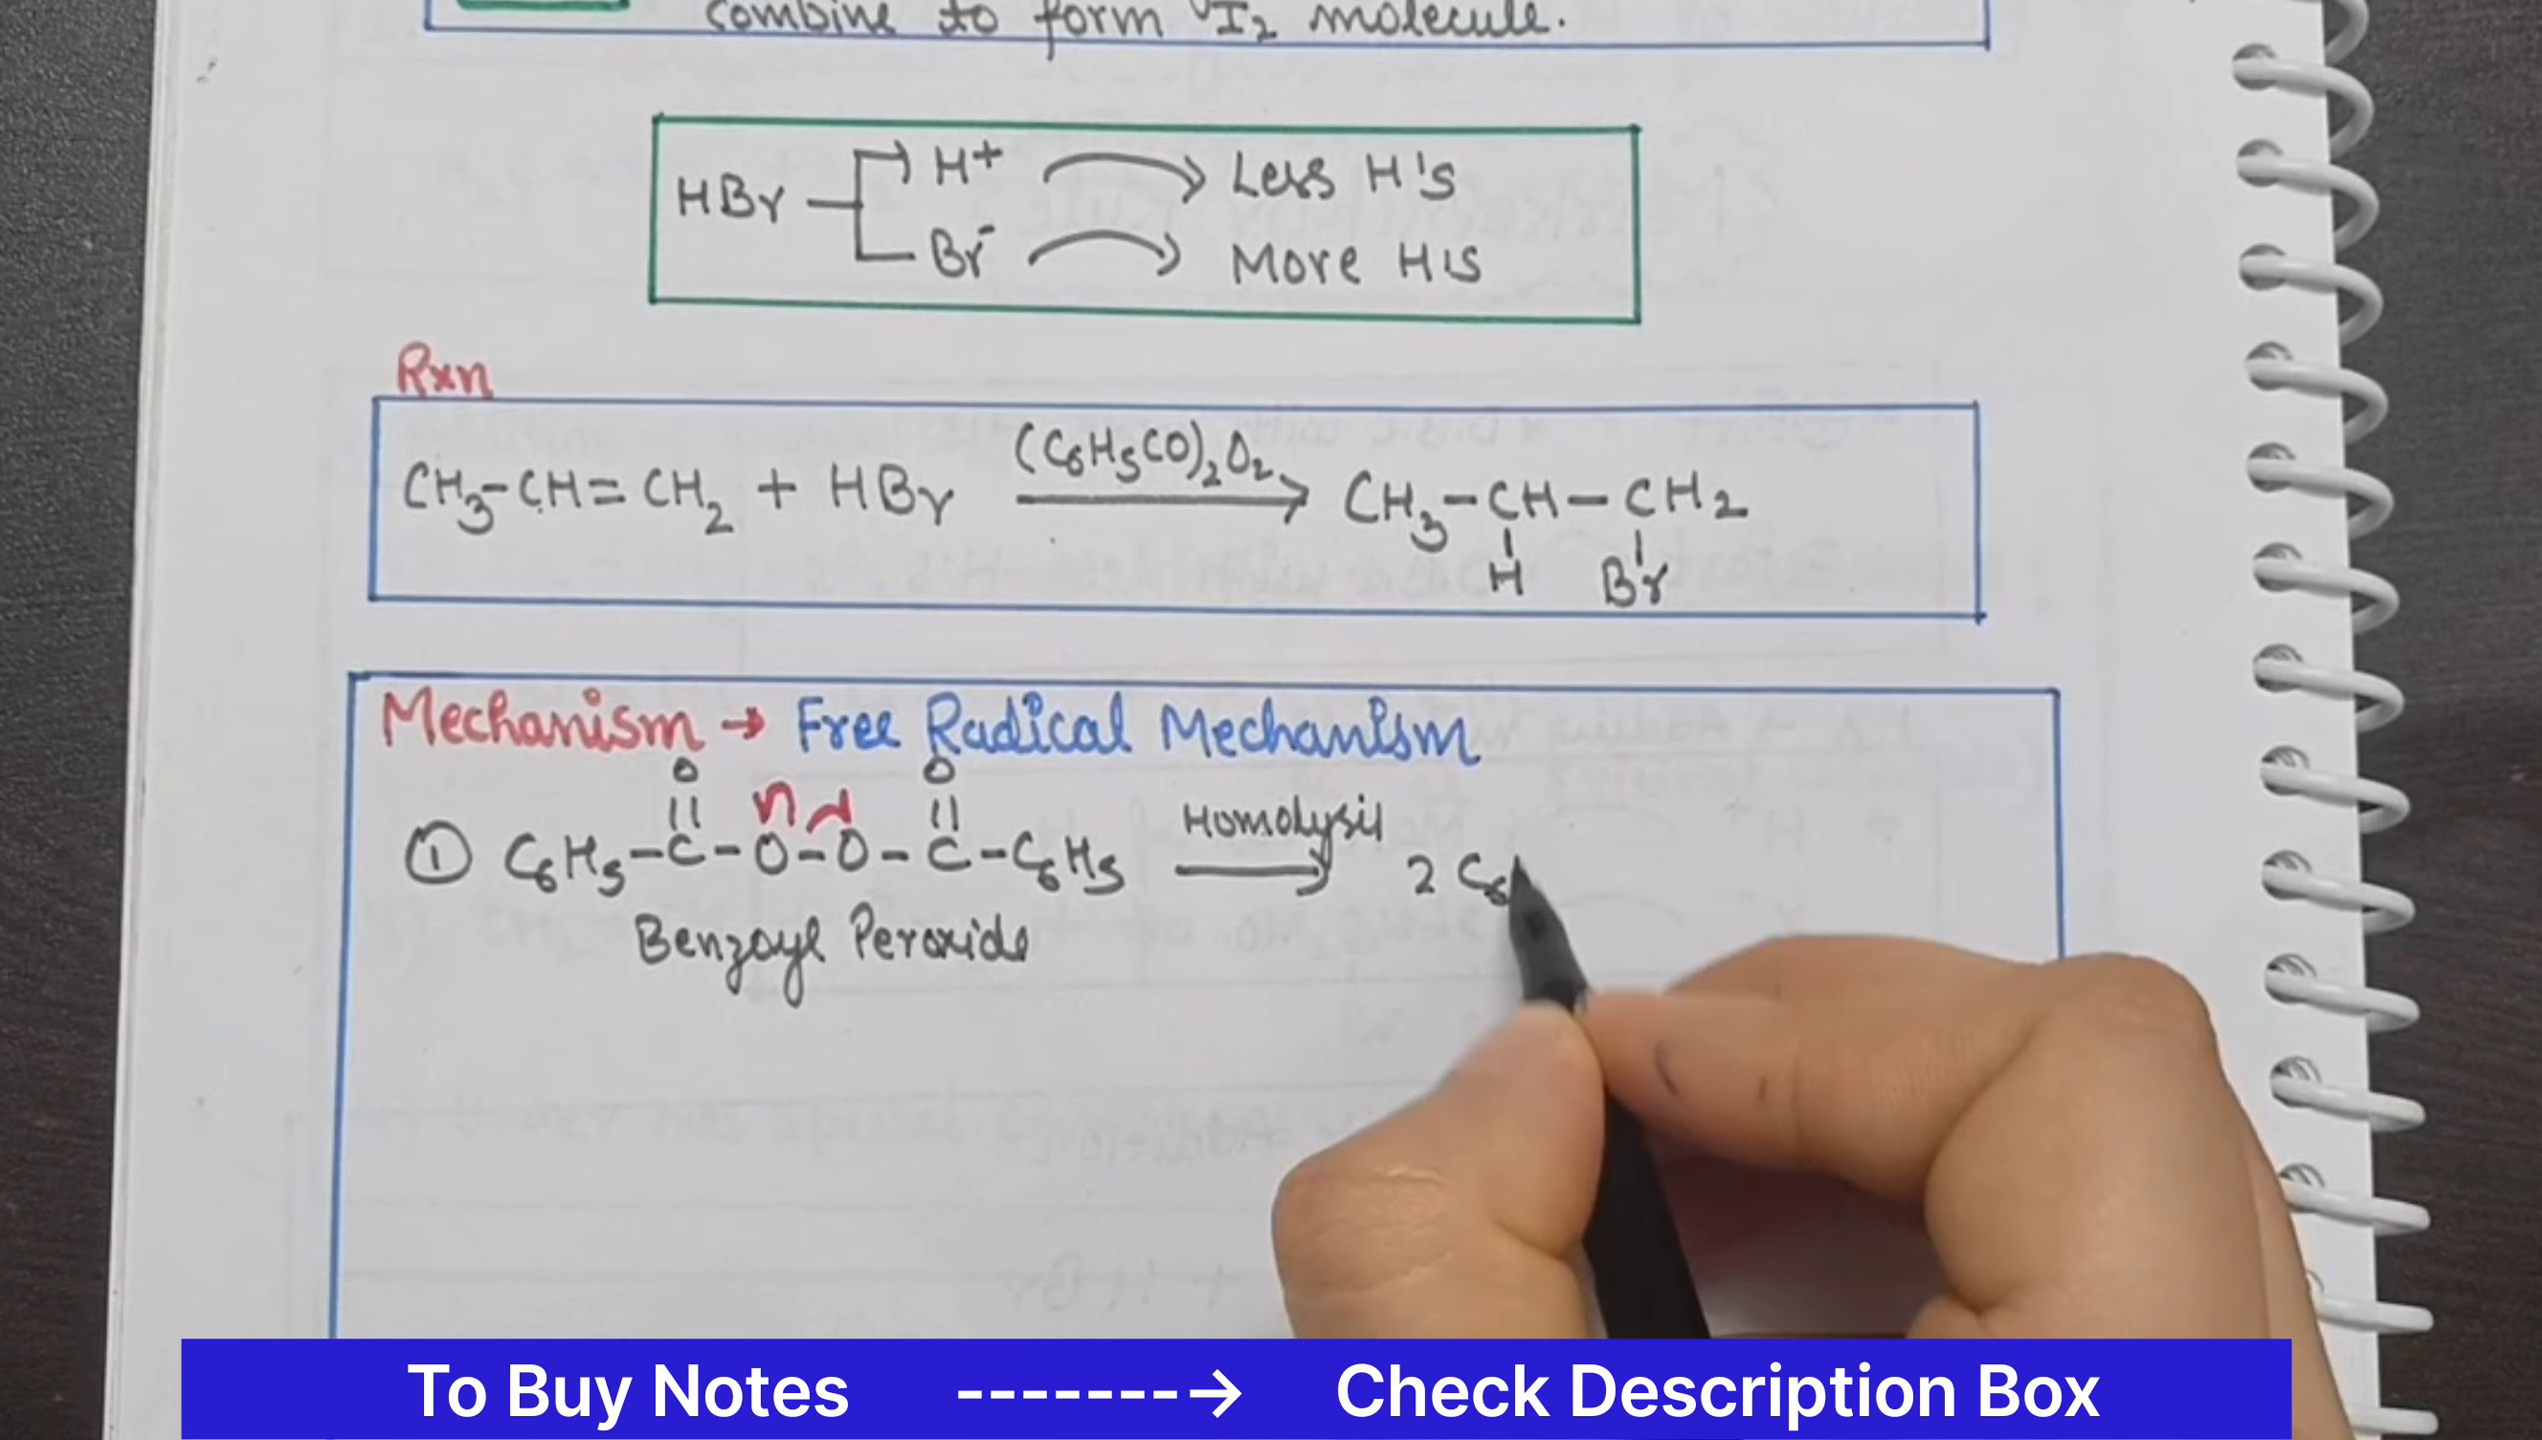 combine to form I₂ molecule.
HBr H⁺ Less H's
Br⁻ More H's
Rxn
CH₃-CH=CH₂ + HBr (C₆H₅CO)₂O₂ → CH₃-CH-CH₂
H Br
Mechanism → Free Radical Mechanism
O O
① C₆H₅-C-O-O-C-C₆H₅ Homolysis → 2 C₆
Benzoyl Peroxide
To Buy Notes -------→ Check Description Box